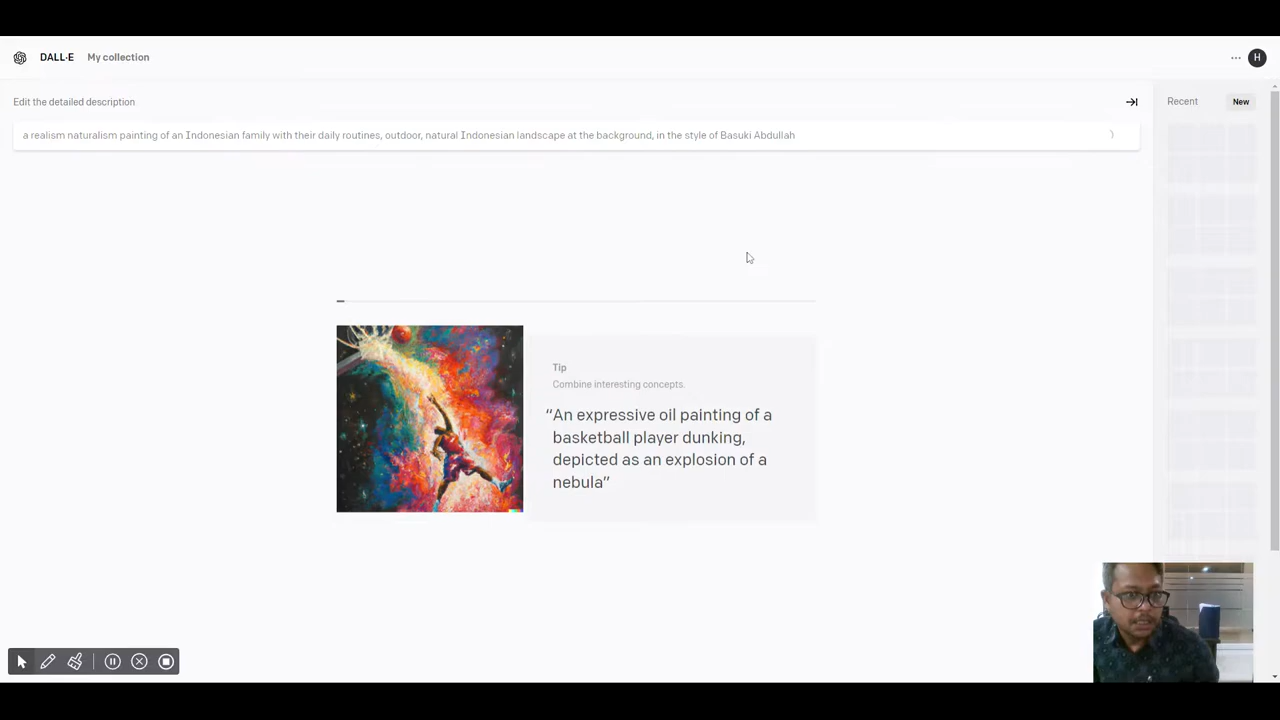 DALL·E
My collection
H
Edit the detailed description
Recent
New
a realism naturalism painting of an Indonesian family with their daily routines, outdoor, natural Indonesian landscape at the background, in the style of Basuki Abdullah
Tip
Combine interesting concepts.
“An expressive oil painting of a
basketball player dunking,
depicted as an explosion of a
nebula”